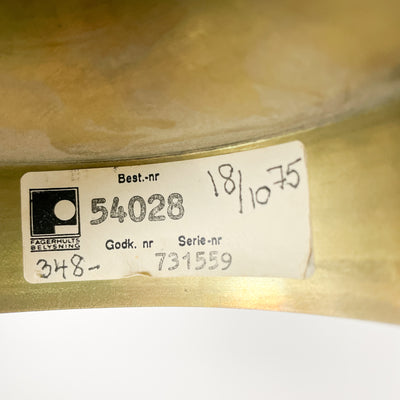 Best.-nr
18/10 75
54028
FAGERHULTS
BELYSNING
Godk. nr Serie-nr
348- 731559